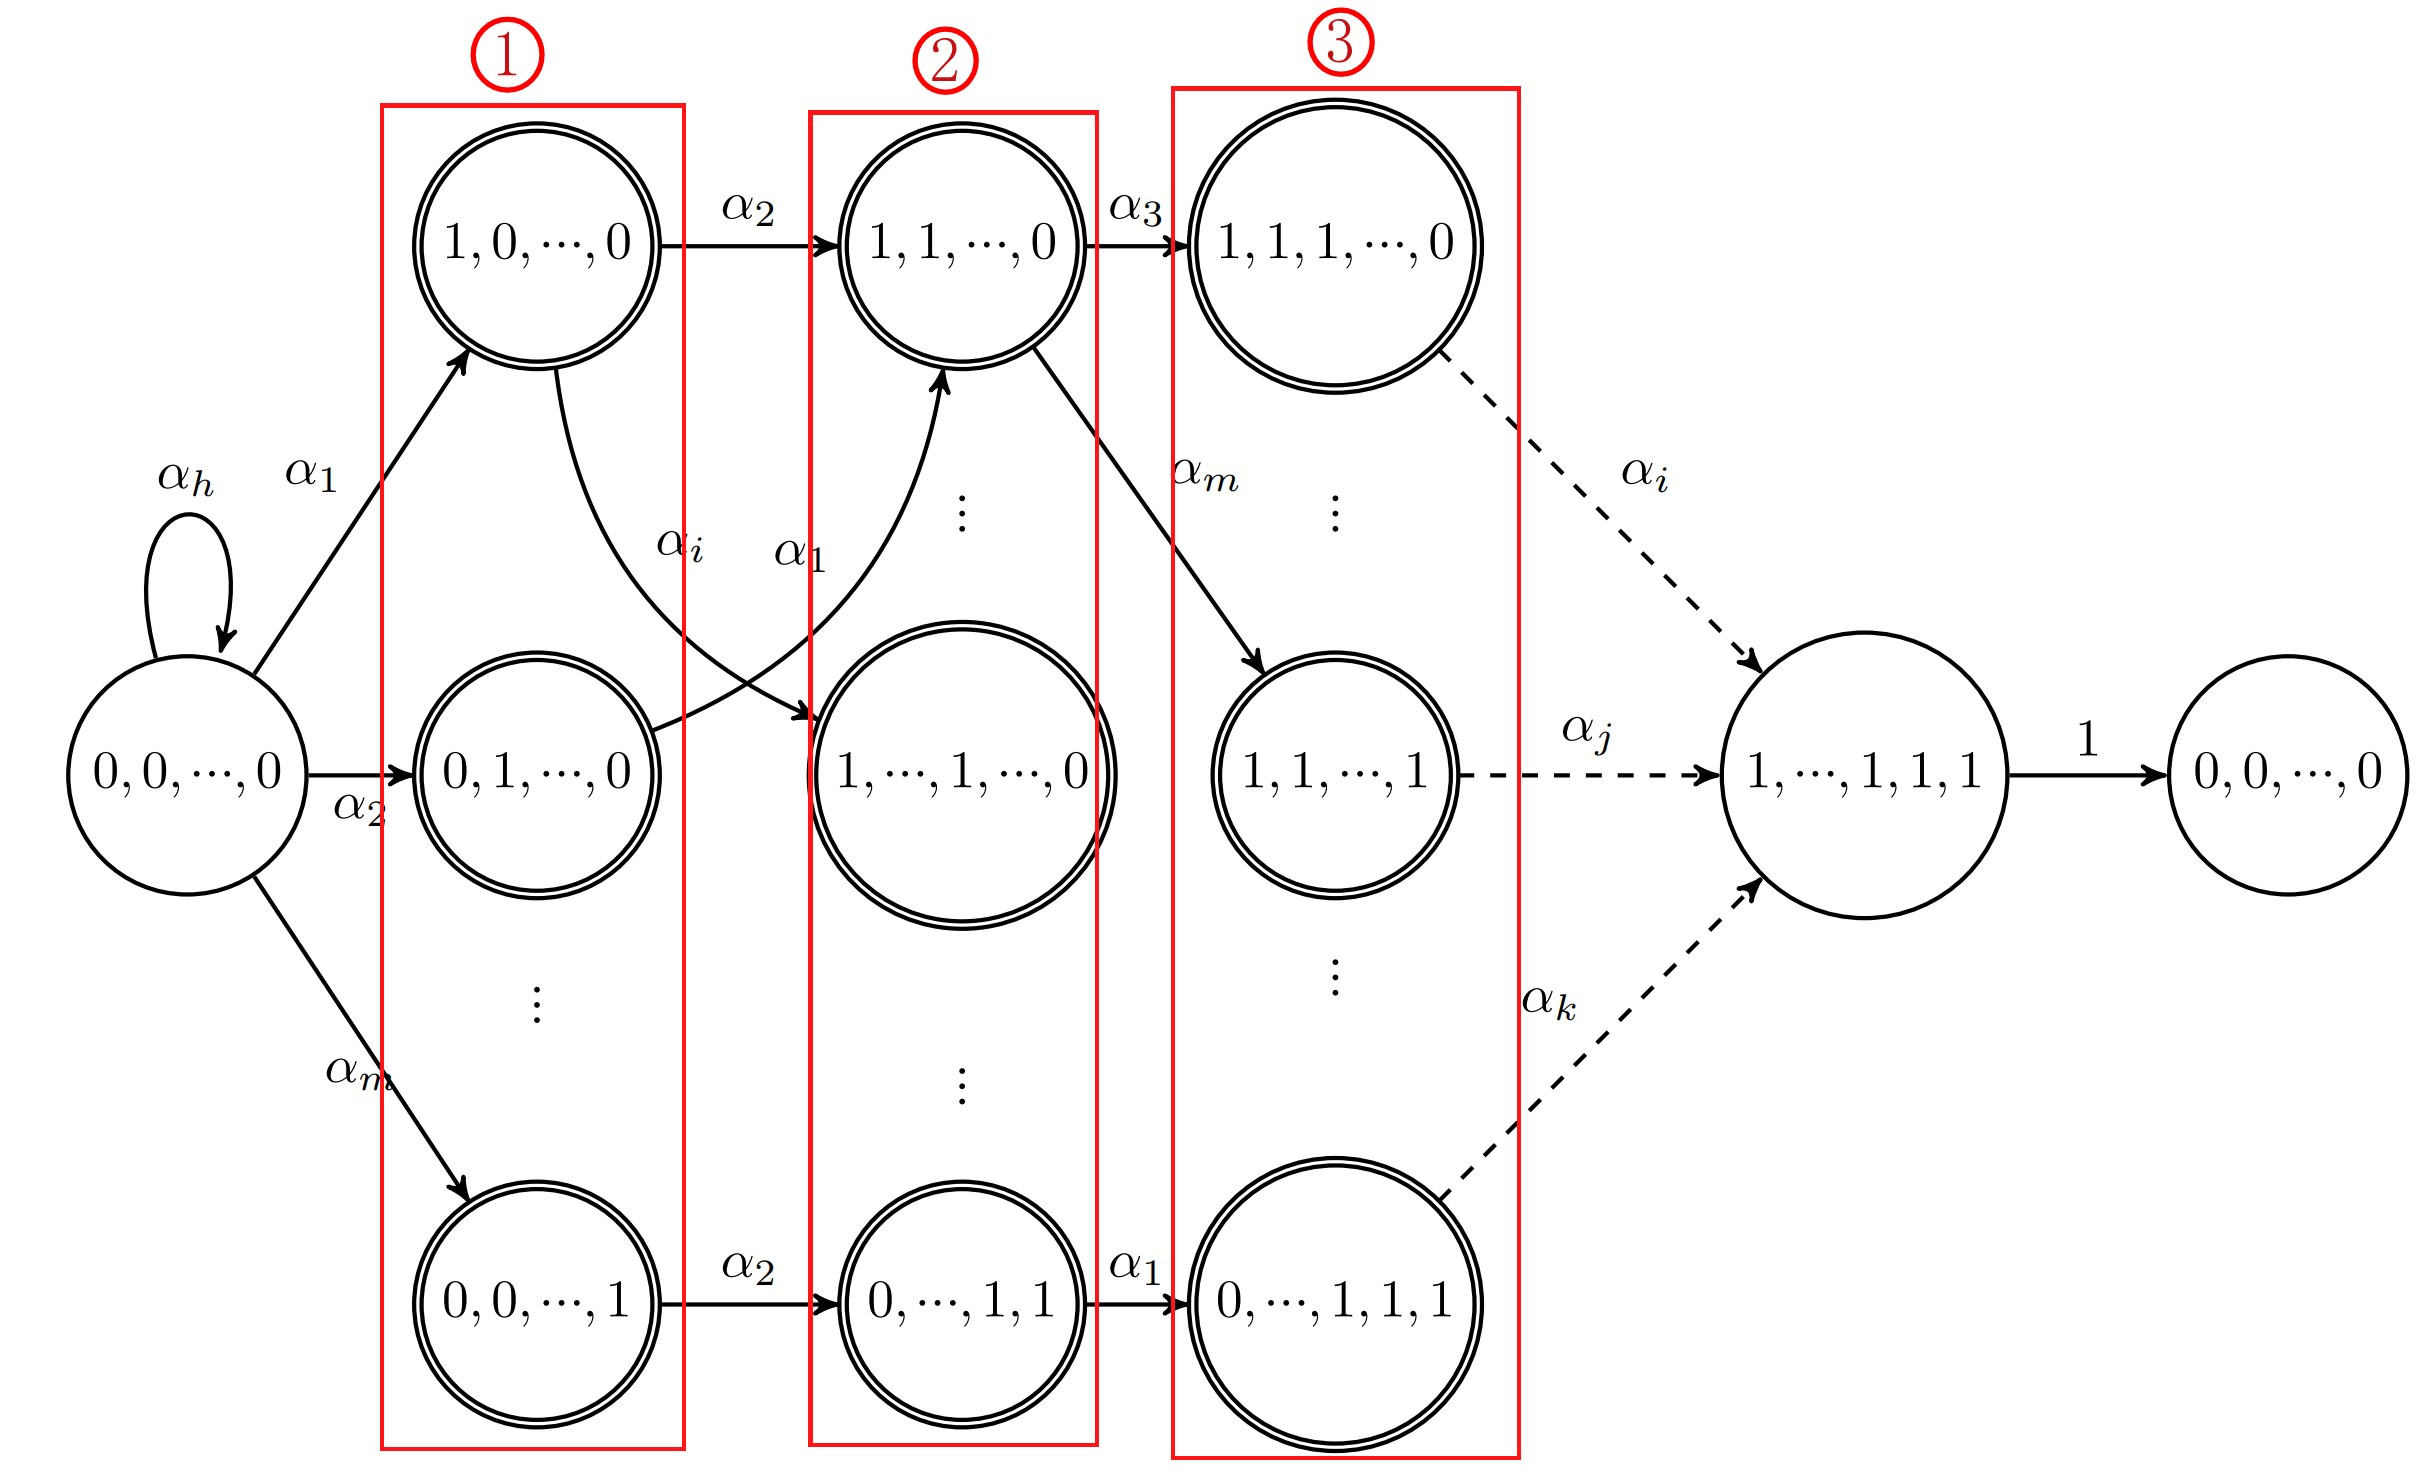 ① ② ③
1, 0, ⋯, 0 α₂ 1, 1, ⋯, 0 α₃ 1, 1, 1, ⋯, 0
αₕ α₁ αᵢ α₁ ⋮ αₘ ⋮ αᵢ
0, 0, ⋯, 0 α₂ 0, 1, ⋯, 0 1, ⋯, 1, ⋯, 0 1, 1, ⋯, 1 αⱼ 1, ⋯, 1, 1, 1 1 0, 0, ⋯, 0
αₘ ⋮ ⋮ ⋮ αₖ
0, 0, ⋯, 1 α₂ 0, ⋯, 1, 1 α₁ 0, ⋯, 1, 1, 1